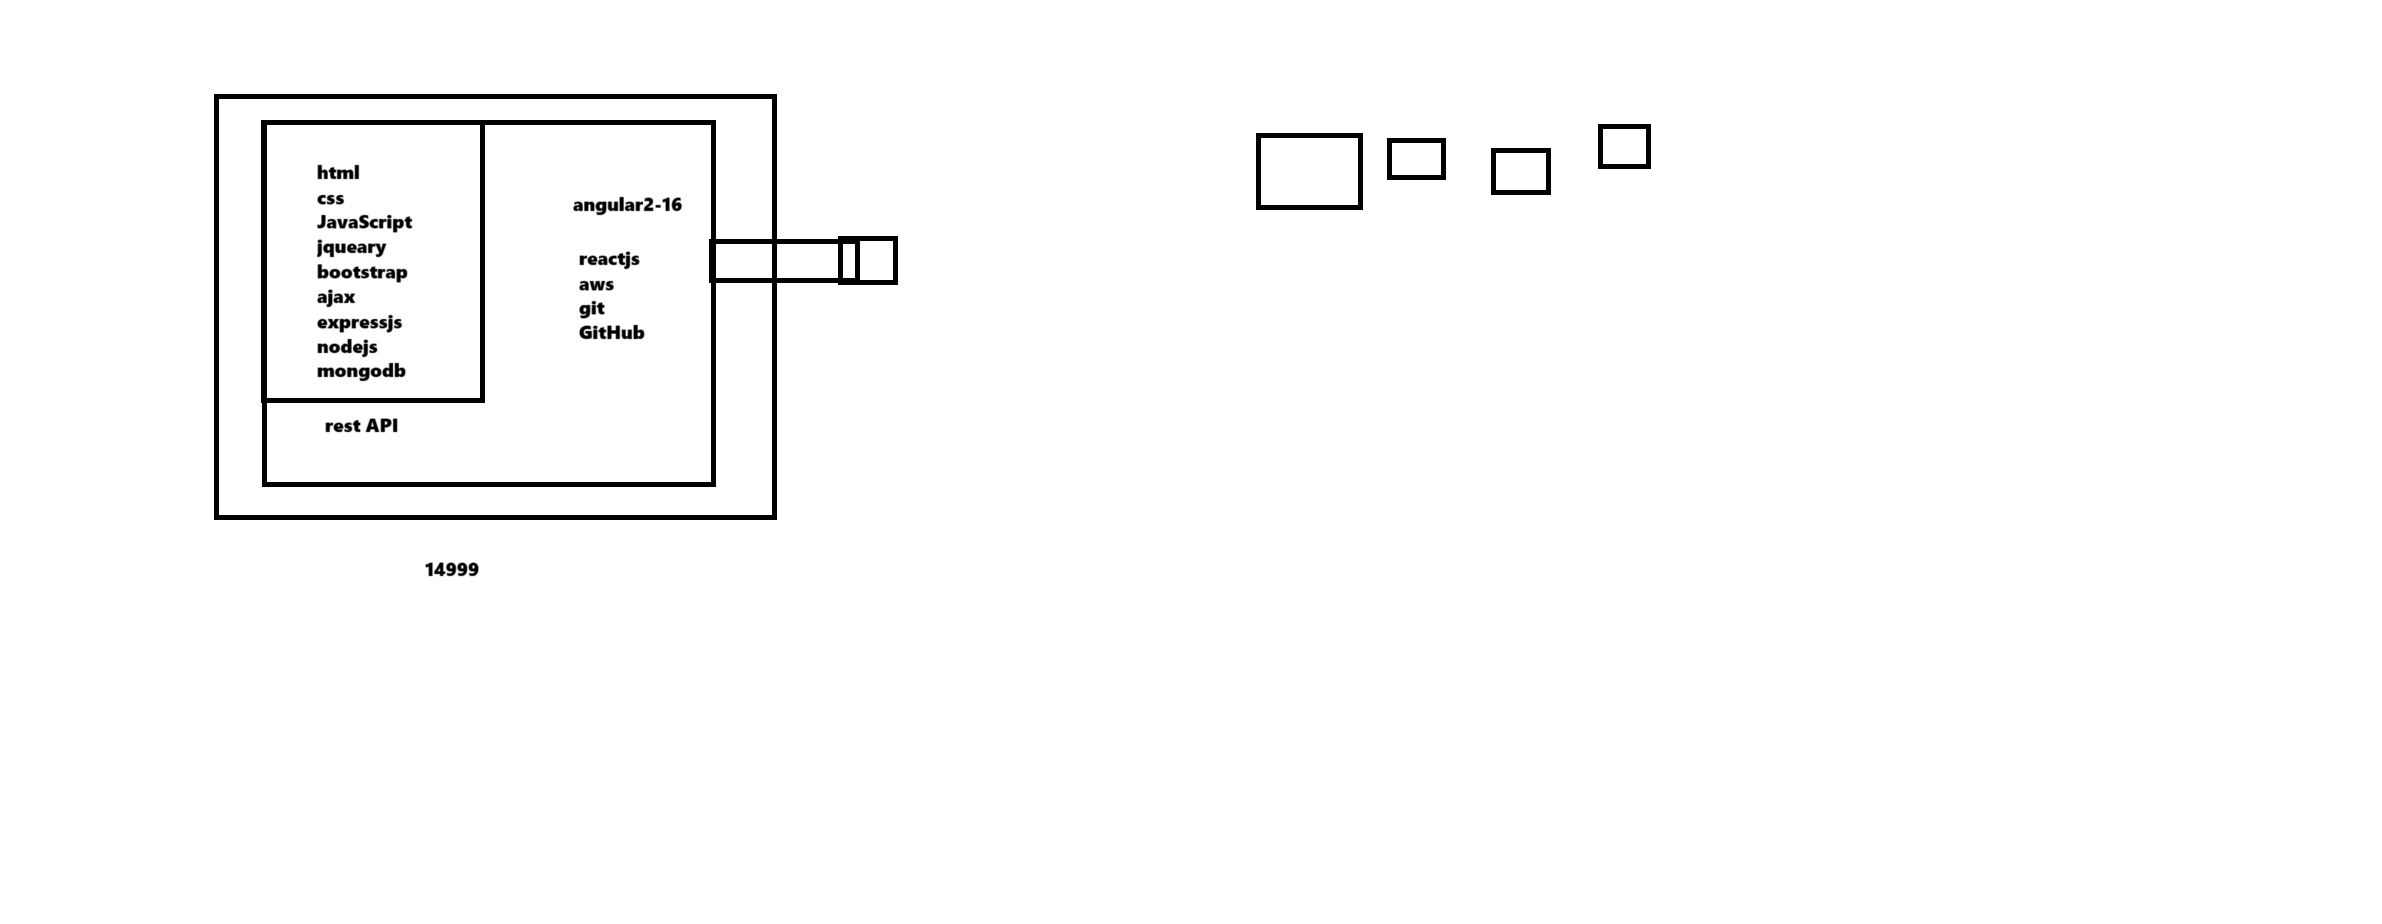 html
css
JavaScript
jqueary
bootstrap
ajax
expressjs
nodejs
mongodb
rest API
angular2-16
reactjs
aws
git
GitHub
14999